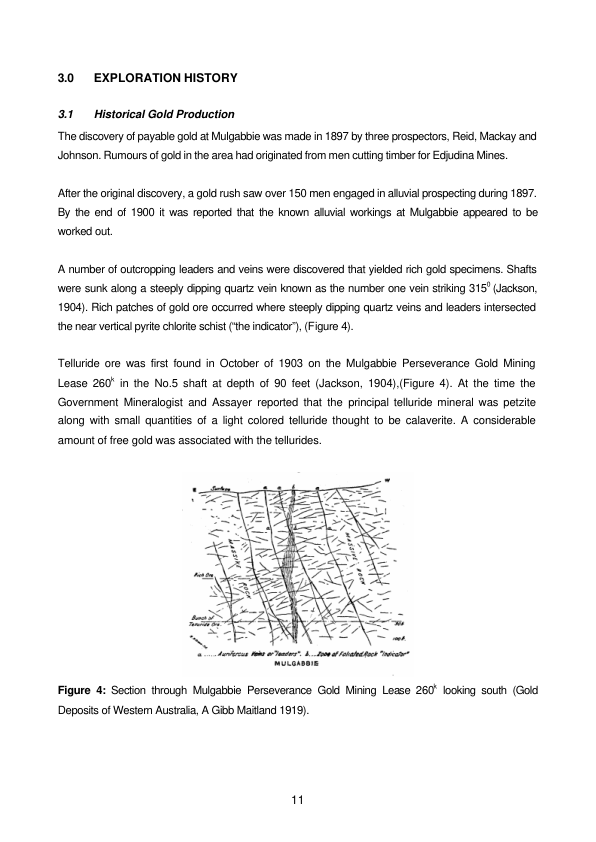 3.0 EXPLORATION HISTORY
3.1 Historical Gold Production
The discovery of payable gold at Mulgabbie was made in 1897 by three prospectors, Reid, Mackay and
Johnson. Rumours of gold in the area had originated from men cutting timber for Edjudina Mines.
After the original discovery, a gold rush saw over 150 men engaged in alluvial prospecting during 1897.
By the end of 1900 it was reported that the known alluvial workings at Mulgabbie appeared to be
worked out.
A number of outcropping leaders and veins were discovered that yielded rich gold specimens. Shafts
were sunk along a steeply dipping quartz vein known as the number one vein striking 315⁰ (Jackson,
1904). Rich patches of gold ore occurred where steeply dipping quartz veins and leaders intersected
the near vertical pyrite chlorite schist (“the indicator”), (Figure 4).
Telluride ore was first found in October of 1903 on the Mulgabbie Perseverance Gold Mining
Lease 260ᵏ in the No.5 shaft at depth of 90 feet (Jackson, 1904),(Figure 4). At the time the
Government Mineralogist and Assayer reported that the principal telluride mineral was petzite
along with small quantities of a light colored telluride thought to be calaverite. A considerable
amount of free gold was associated with the tellurides.
Surface
MASSIVE ROCK
MASSIVE ROCK
Rich Ore
Bunch of
Telluride Ore
a ...... Auriferous Veins or "leaders". b ... Zone of Foliated Rock "Indicator"
MULGABBIE
Figure 4: Section through Mulgabbie Perseverance Gold Mining Lease 260ᵏ looking south (Gold
Deposits of Western Australia, A Gibb Maitland 1919).
11